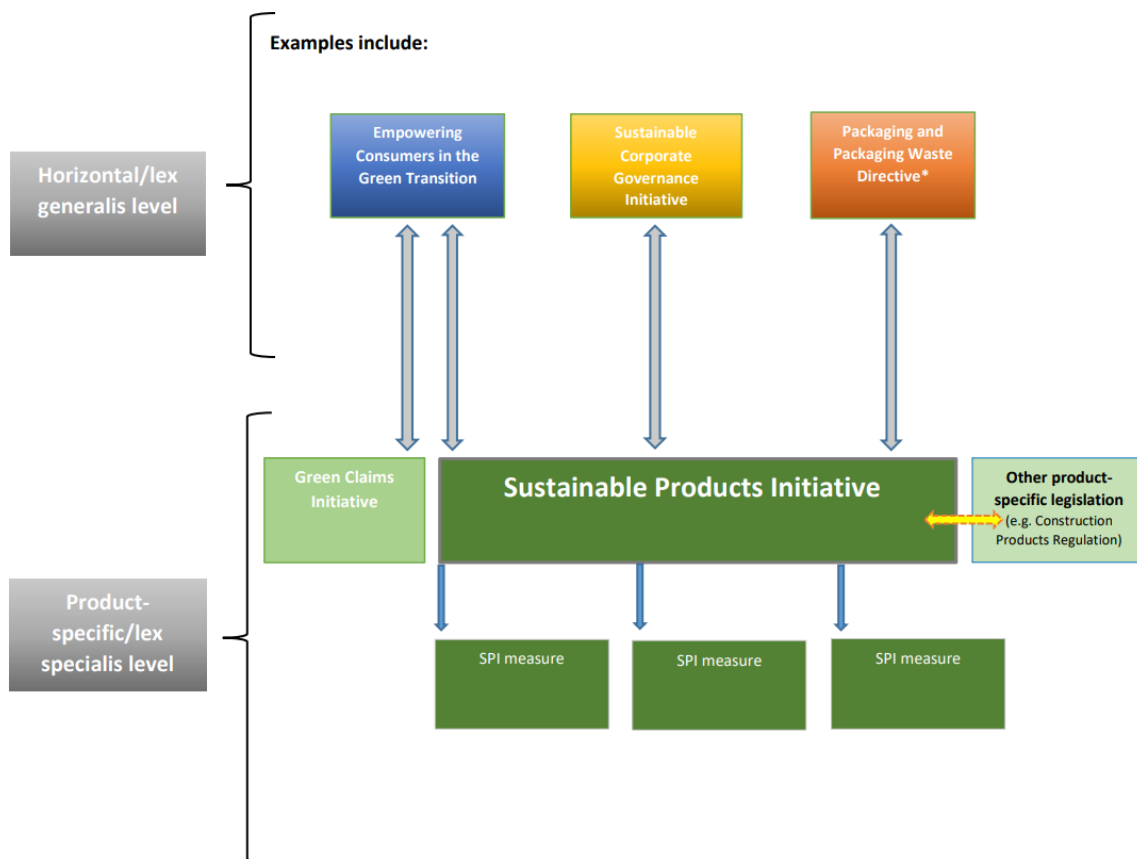 Examples include:
Horizontal/lex
generalis level
Empowering
Consumers in the
Green Transition
Sustainable
Corporate
Governance
Initiative
Packaging and
Packaging Waste
Directive*
Product-
specific/lex
specialis level
Green Claims
Initiative
Sustainable Products Initiative
Other product-
specific legislation
(e.g. Construction
Products Regulation)
SPI measure
SPI measure
SPI measure